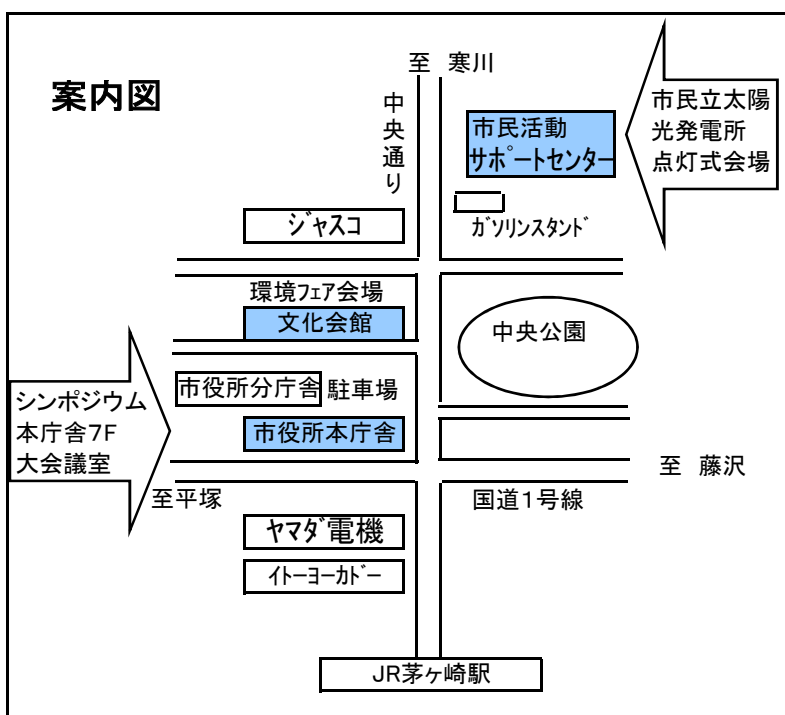 案内図
至 寒川
中央通り
市民活動
サポートセンター
市民立太陽
光発電所
点灯式会場
ジャスコ
ガソリンスタンド
環境フェア会場
文化会館
中央公園
市役所分庁舎
駐車場
シンポジウム
本庁舎7F
大会議室
市役所本庁舎
至 藤沢
至平塚
国道1号線
ヤマダ電機
イトーヨーカドー
JR茅ヶ崎駅